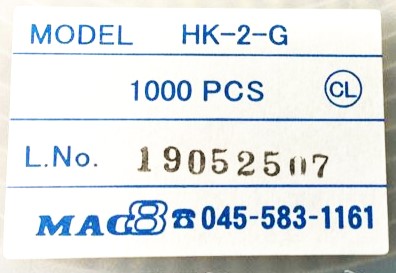 MODEL HK-2-G
1000 PCS CL
L.No. 19052507
MAC8 ☎045-583-1161